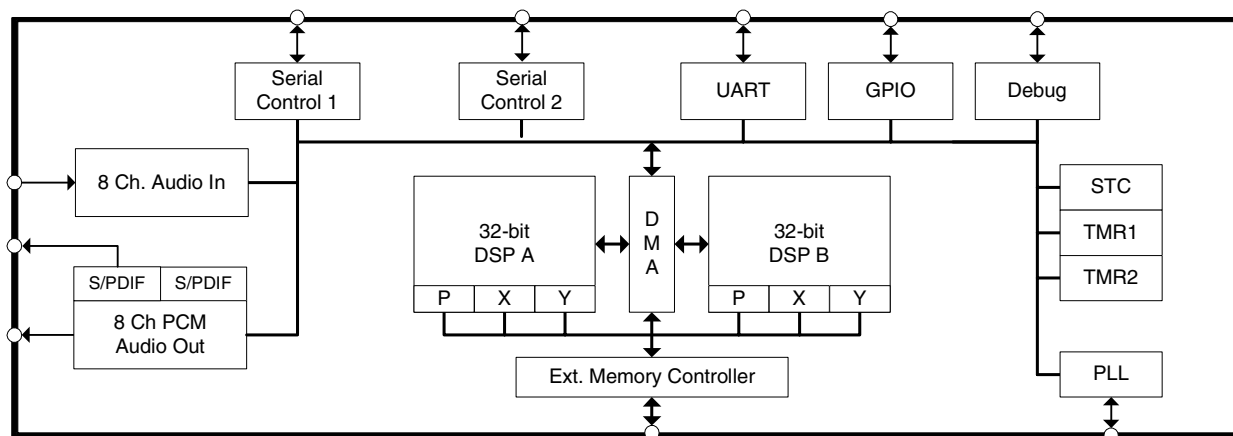 Serial
Control 1
Serial
Control 2
UART
GPIO
Debug
8 Ch. Audio In
S/PDIF
S/PDIF
8 Ch PCM
Audio Out
32-bit
DSP A
P
X
Y
D
M
A
32-bit
DSP B
P
X
Y
Ext. Memory Controller
STC
TMR1
TMR2
PLL